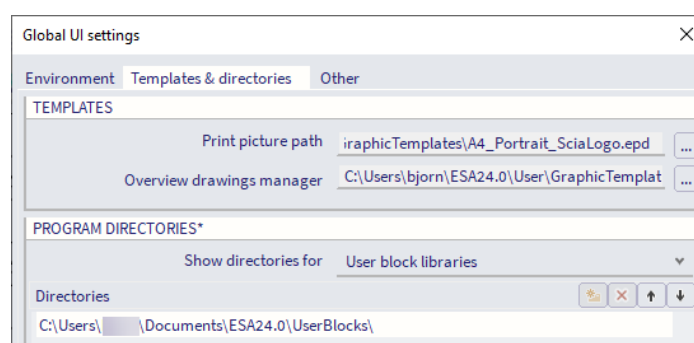 Global UI settings
Environment Templates & directories Other
TEMPLATES
Print picture path iraphicTemplates\A4_Portrait_SciaLogo.epd ...
Overview drawings manager C:\Users\bjorn\ESA24.0\User\GraphicTemplat ...
PROGRAM DIRECTORIES*
Show directories for User block libraries
Directories
C:\Users\ \Documents\ESA24.0\UserBlocks\